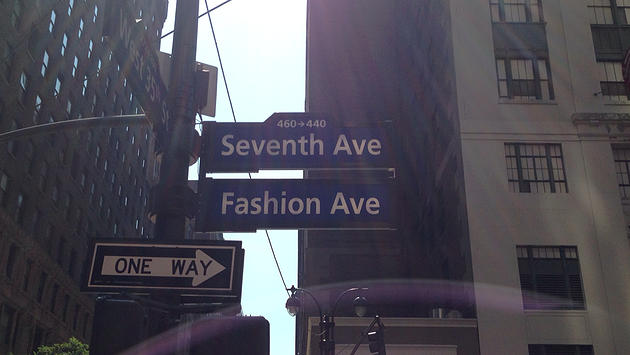 460→440
Seventh Ave
Fashion Ave
ONE WAY